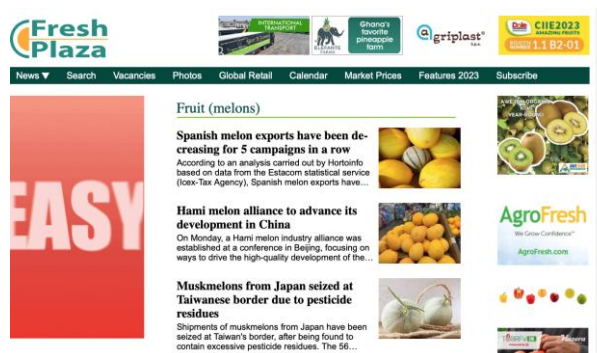 Fresh
Plaza
INTERNATIONAL
TRANSPORT
ELEPHANTE
Ghana's
favorite
pineapple
farm
agriplast
Dole CIIE2023
AMAZING FRUITS
1.1 B2-01
News ▼ Search Vacancies Photos Global Retail Calendar Market Prices Features 2023 Subscribe
EASY
Fruit (melons)
Spanish melon exports have been de-
creasing for 5 campaigns in a row
According to an analysis carried out by Hortoinfo
based on data from the Estacom statistical service
(Icex-Tax Agency), Spanish melon exports have...
Hami melon alliance to advance its
development in China
On Monday, a Hami melon industry alliance was
established at a conference in Beijing, focusing on
ways to drive the high-quality development of the...
Muskmelons from Japan seized at
Taiwanese border due to pesticide
residues
Shipments of muskmelons from Japan have been
seized at Taiwan's border, after being found to
contain excessive pesticide residues. The 56...
AgroFresh
We Grow Confidence
AgroFresh.com